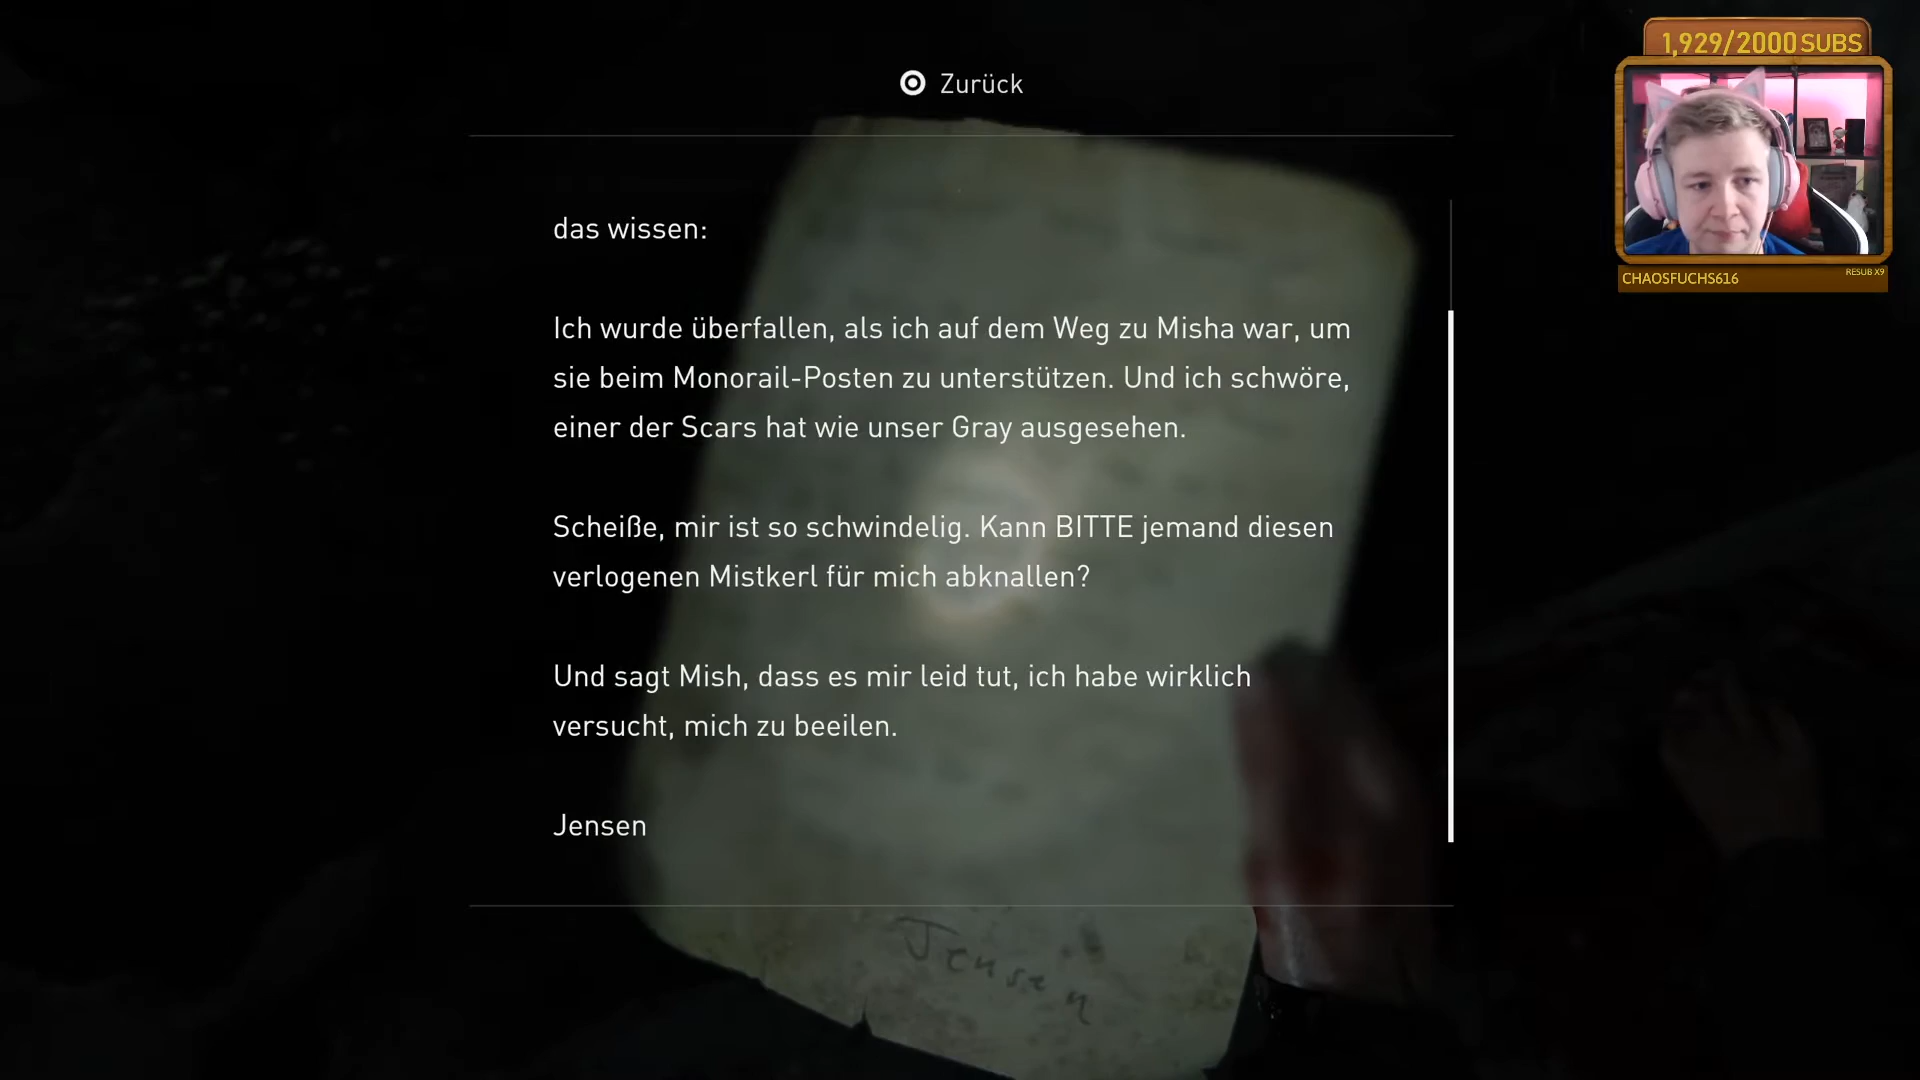 1,929/2000 SUBS
Zurück
das wissen:
Ich wurde überfallen, als ich auf dem Weg zu Misha war, um
sie beim Monorail-Posten zu unterstützen. Und ich schwöre,
einer der Scars hat wie unser Gray ausgesehen.
Scheiße, mir ist so schwindelig. Kann BITTE jemand diesen
verlogenen Mistkerl für mich abknallen?
Und sagt Mish, dass es mir leid tut, ich habe wirklich
versucht, mich zu beeilen.
Jensen
Jensen
RESUB X9
CHAOSFUCHS616